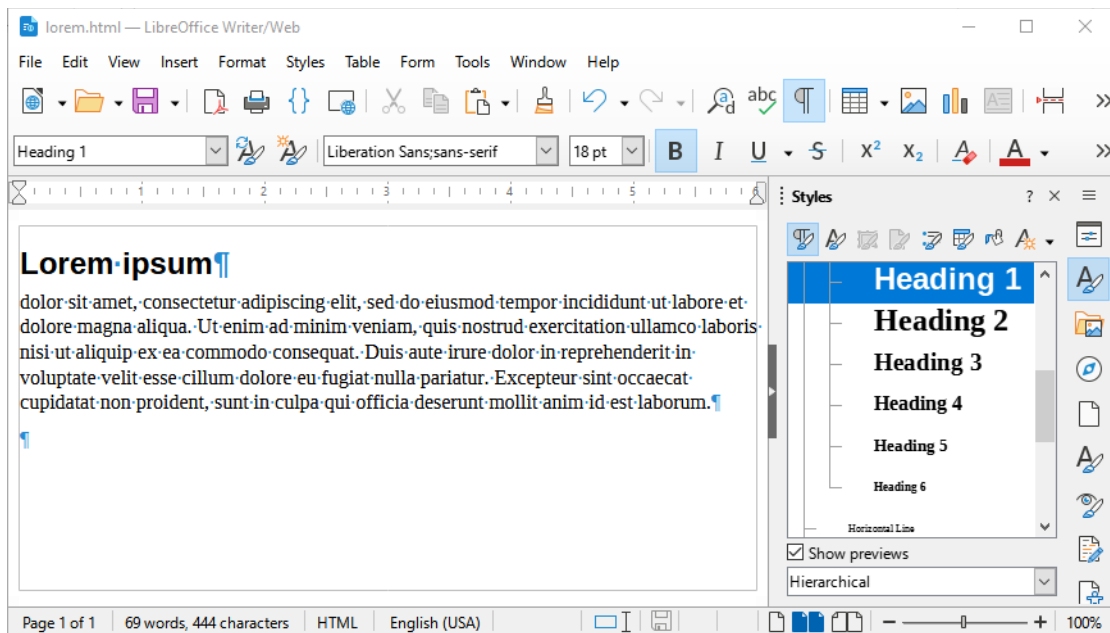 lorem.html — LibreOffice Writer/Web
File Edit View Insert Format Styles Table Form Tools Window Help
Heading 1 Liberation Sans;sans-serif 18 pt B I U S X² X₂ A A
1 2 3 4 5 6
Styles
Lorem·ipsum¶
dolor·sit·amet,·consectetur·adipiscing·elit,·sed·do·eiusmod·tempor·incididunt·ut·labore·et·
dolore·magna·aliqua.·Ut·enim·ad·minim·veniam,·quis·nostrud·exercitation·ullamco·laboris·
nisi·ut·aliquip·ex·ea·commodo·consequat.·Duis·aute·irure·dolor·in·reprehenderit·in·
voluptate·velit·esse·cillum·dolore·eu·fugiat·nulla·pariatur.·Excepteur·sint·occaecat·
cupidatat·non·proident,·sunt·in·culpa·qui·officia·deserunt·mollit·anim·id·est·laborum.¶
¶
Heading 1
Heading 2
Heading 3
Heading 4
Heading 5
Heading 6
Horizontal Line
Show previews
Hierarchical
Page 1 of 1 69 words, 444 characters HTML English (USA) 100%